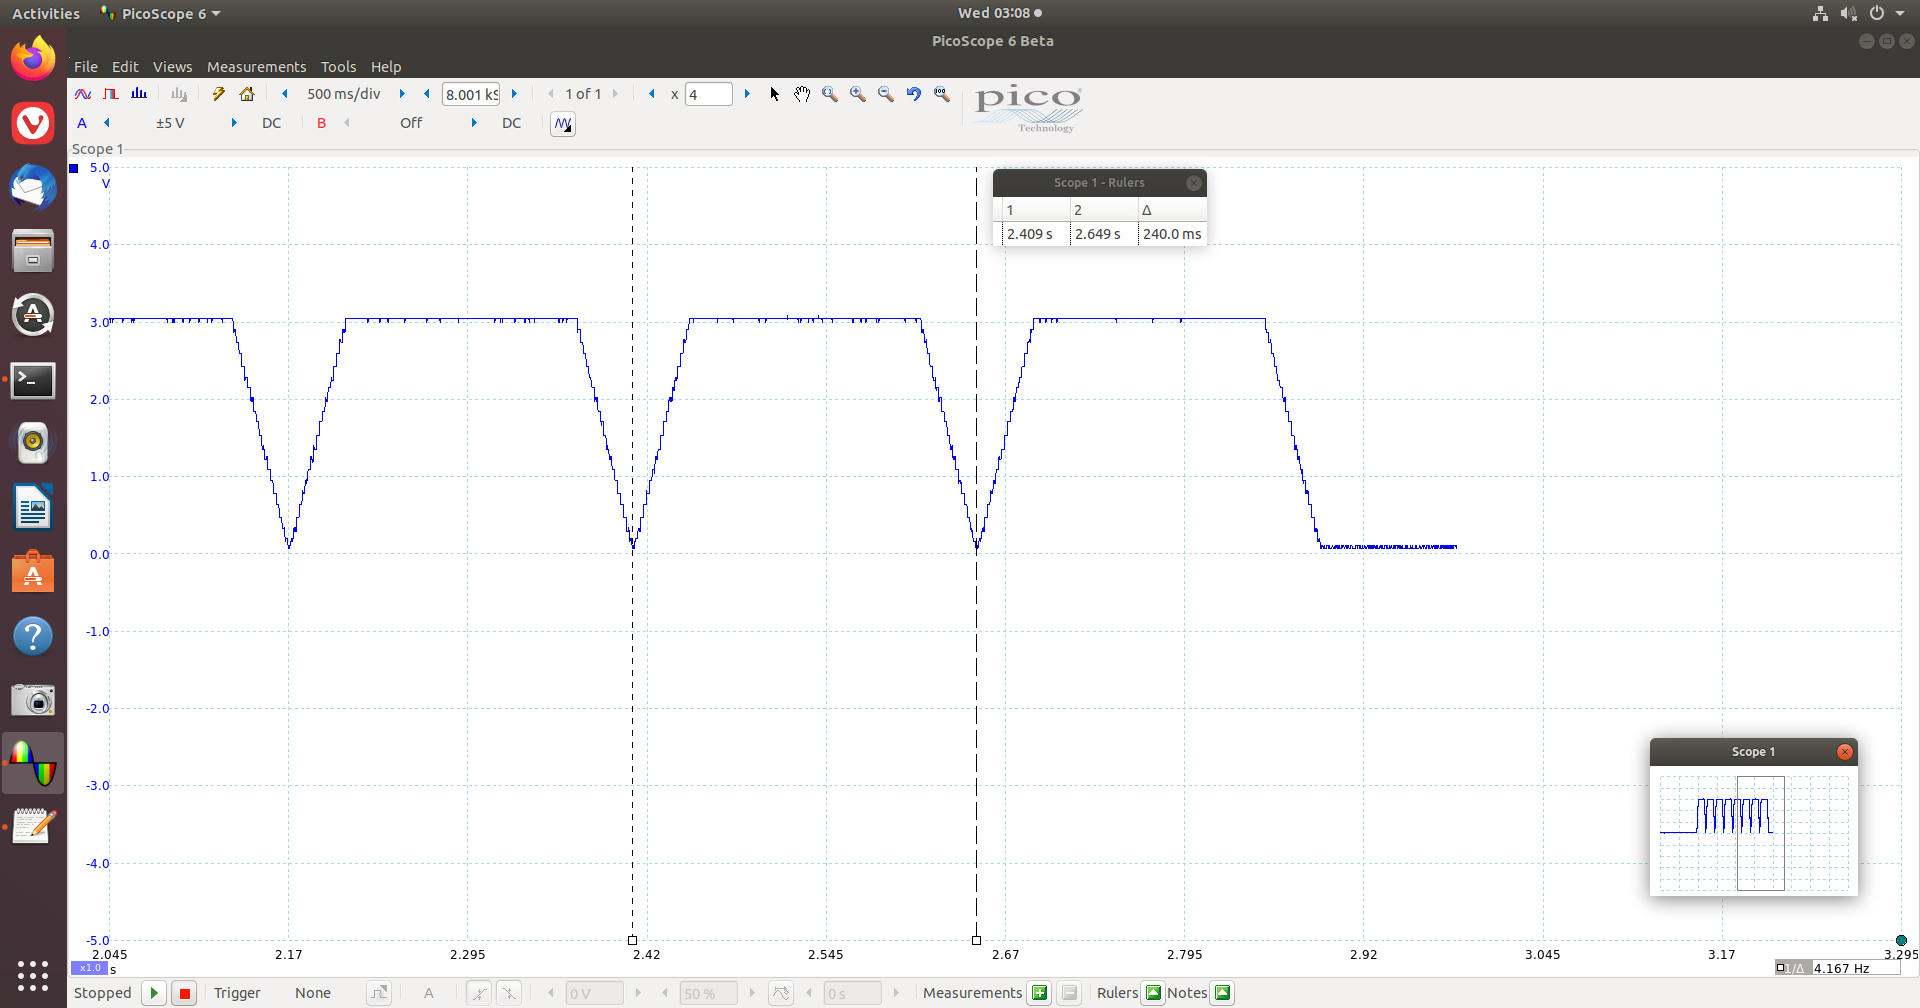 Activities PicoScope 6 Wed 03:08
PicoScope 6 Beta
File Edit Views Measurements Tools Help
500 ms/div 8.001 kS 1 of 1 x 4
pico
Technology
A ±5 V DC B Off DC
Scope 1
5.0
V
4.0
3.0
2.0
1.0
0.0
-1.0
-2.0
-3.0
-4.0
-5.0
Scope 1 - Rulers
1 2 Δ
2.409 s 2.649 s 240.0 ms
Scope 1
2.045 2.17 2.295 2.42 2.545 2.67 2.795 2.92 3.045 3.17 3.295
x1.0 s
1/Δ 4.167 Hz
Stopped Trigger None A 0 V 50 % 0 s Measurements Rulers Notes